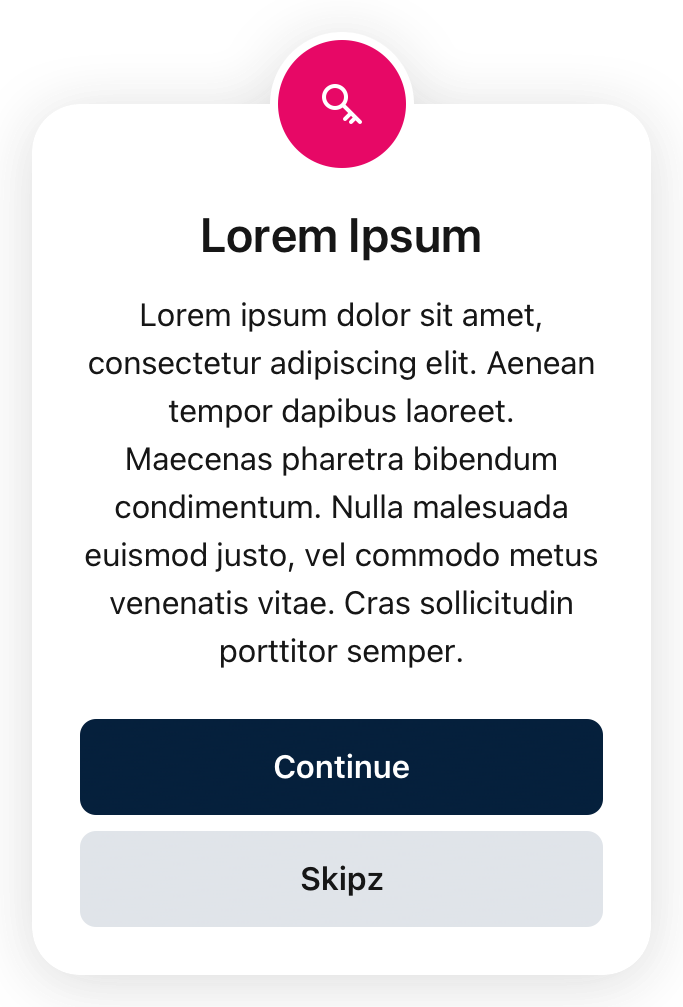 Lorem Ipsum
Lorem ipsum dolor sit amet,
consectetur adipiscing elit. Aenean
tempor dapibus laoreet.
Maecenas pharetra bibendum
condimentum. Nulla malesuada
euismod justo, vel commodo metus
venenatis vitae. Cras sollicitudin
porttitor semper.
Continue
Skipz